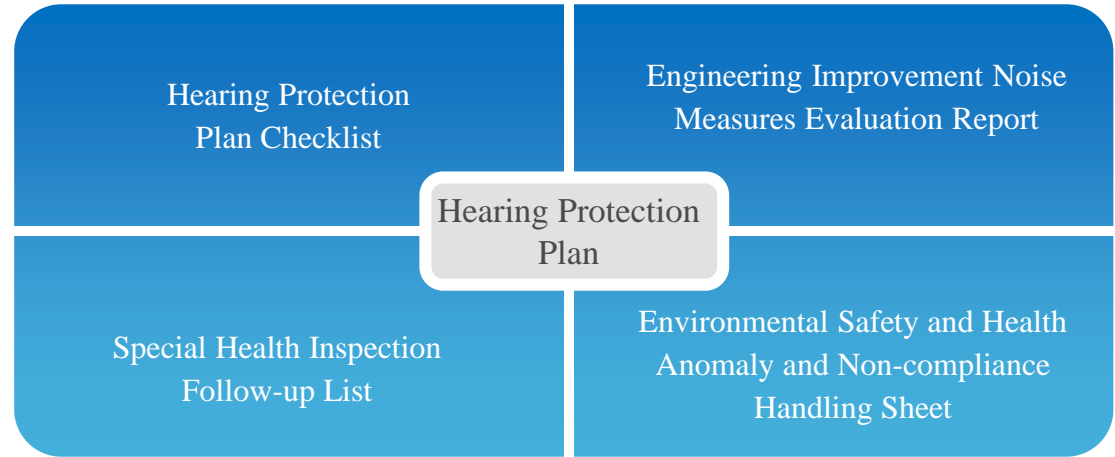 Hearing Protection
Plan Checklist
Engineering Improvement Noise
Measures Evaluation Report
Hearing Protection
Plan
Special Health Inspection
Follow-up List
Environmental Safety and Health
Anomaly and Non-compliance
Handling Sheet